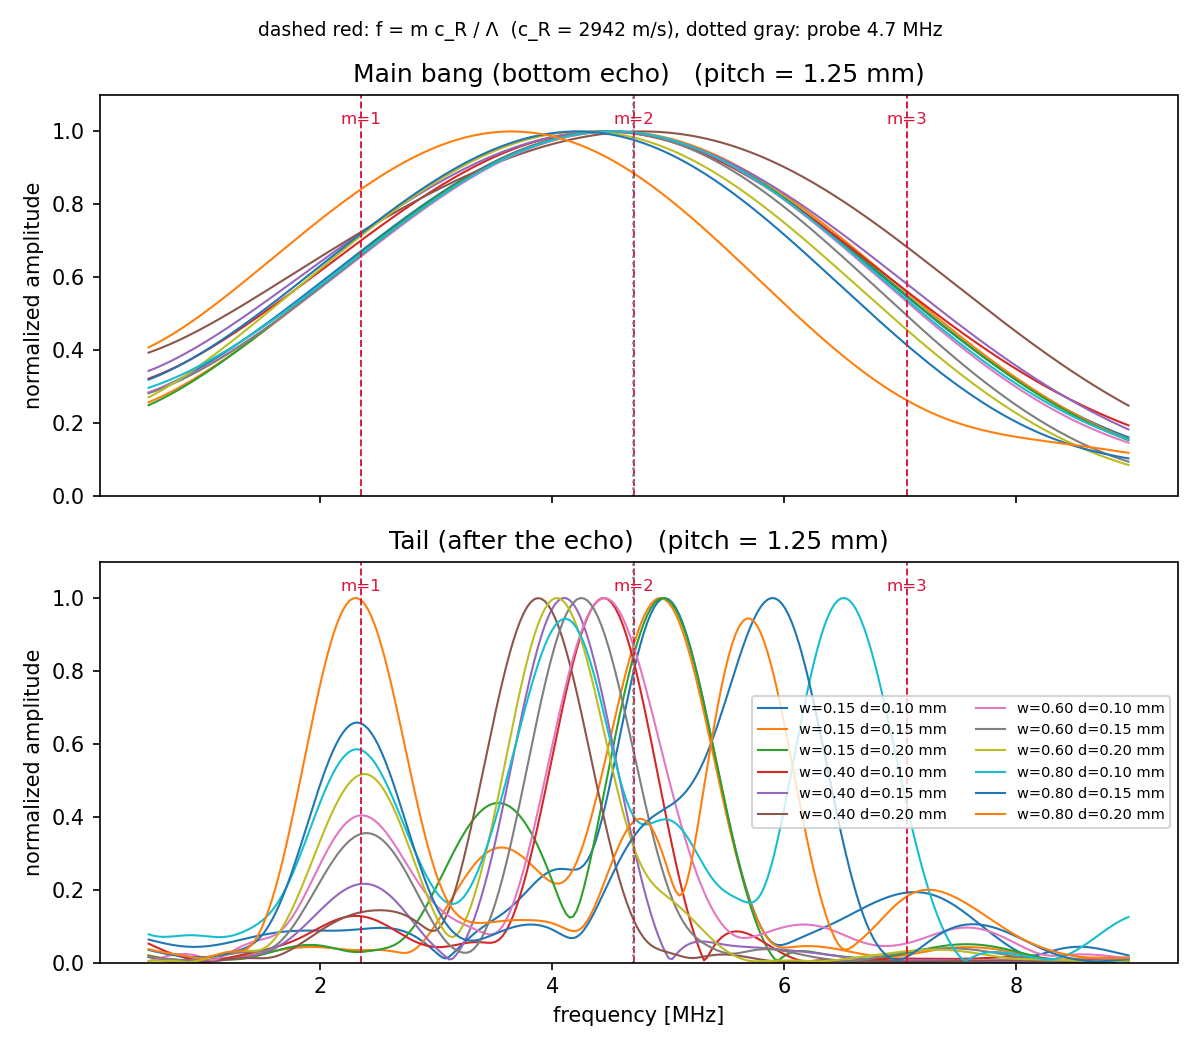 dashed red: f = m c_R / Λ  (c_R = 2942 m/s), dotted gray: probe 4.7 MHz
Main bang (bottom echo)   (pitch = 1.25 mm)
m=1
m=2
m=3
1.0
0.8
0.6
0.4
0.2
0.0
normalized amplitude
Tail (after the echo)   (pitch = 1.25 mm)
m=1
m=2
m=3
1.0
0.8
0.6
0.4
0.2
0.0
normalized amplitude
w=0.15 d=0.10 mm
w=0.15 d=0.15 mm
w=0.15 d=0.20 mm
w=0.40 d=0.10 mm
w=0.40 d=0.15 mm
w=0.40 d=0.20 mm
w=0.60 d=0.10 mm
w=0.60 d=0.15 mm
w=0.60 d=0.20 mm
w=0.80 d=0.10 mm
w=0.80 d=0.15 mm
w=0.80 d=0.20 mm
2
4
6
8
frequency [MHz]